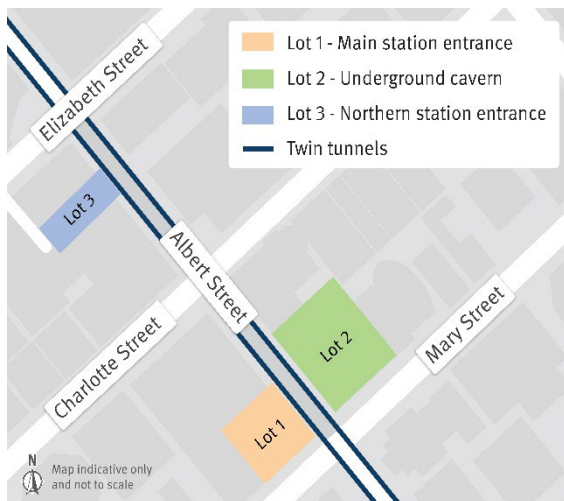 Lot 1 - Main station entrance
Lot 2 - Underground cavern
Lot 3 - Northern station entrance
Twin tunnels
Elizabeth Street
Lot 3
Albert Street
Charlotte Street
Lot 2
Mary Street
Lot 1
N
Map indicative only
and not to scale